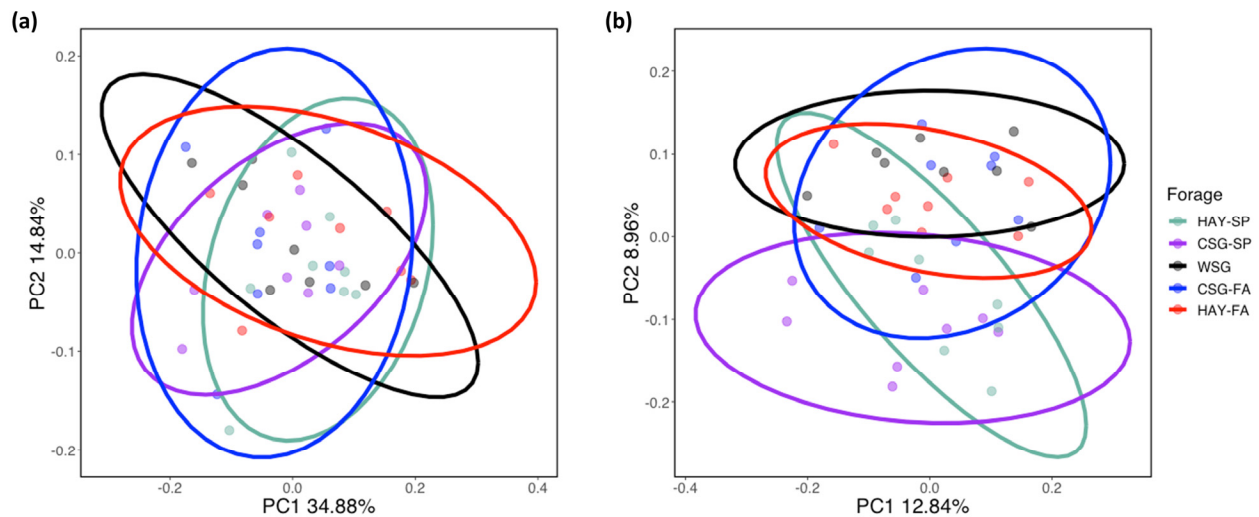 (a)
0.2
0.1
0.0
-0.1
-0.2
PC2 14.84%
-0.2
0.0
0.2
0.4
PC1 34.88%
(b)
0.2
0.1
0.0
-0.1
-0.2
PC2 8.96%
-0.4
-0.2
0.0
0.2
PC1 12.84%
Forage
HAY-SP
CSG-SP
WSG
CSG-FA
HAY-FA